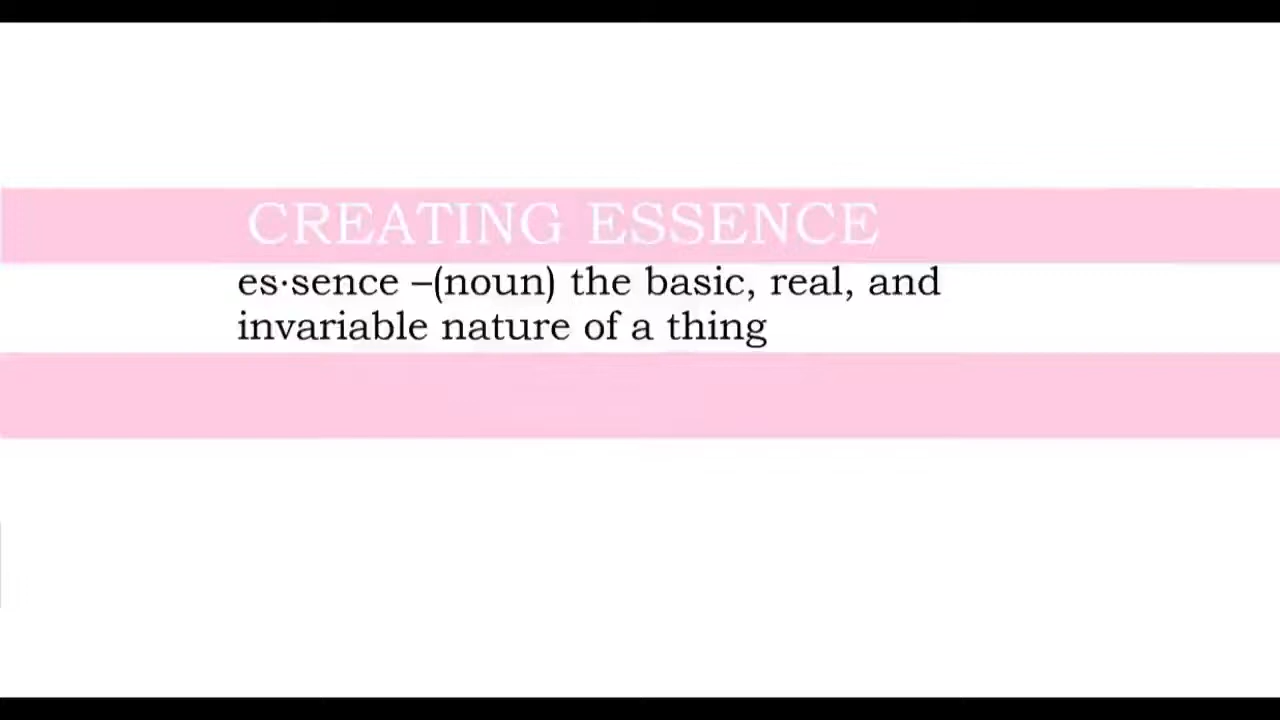 CREATING ESSENCE
es·sence –(noun) the basic, real, and
invariable nature of a thing